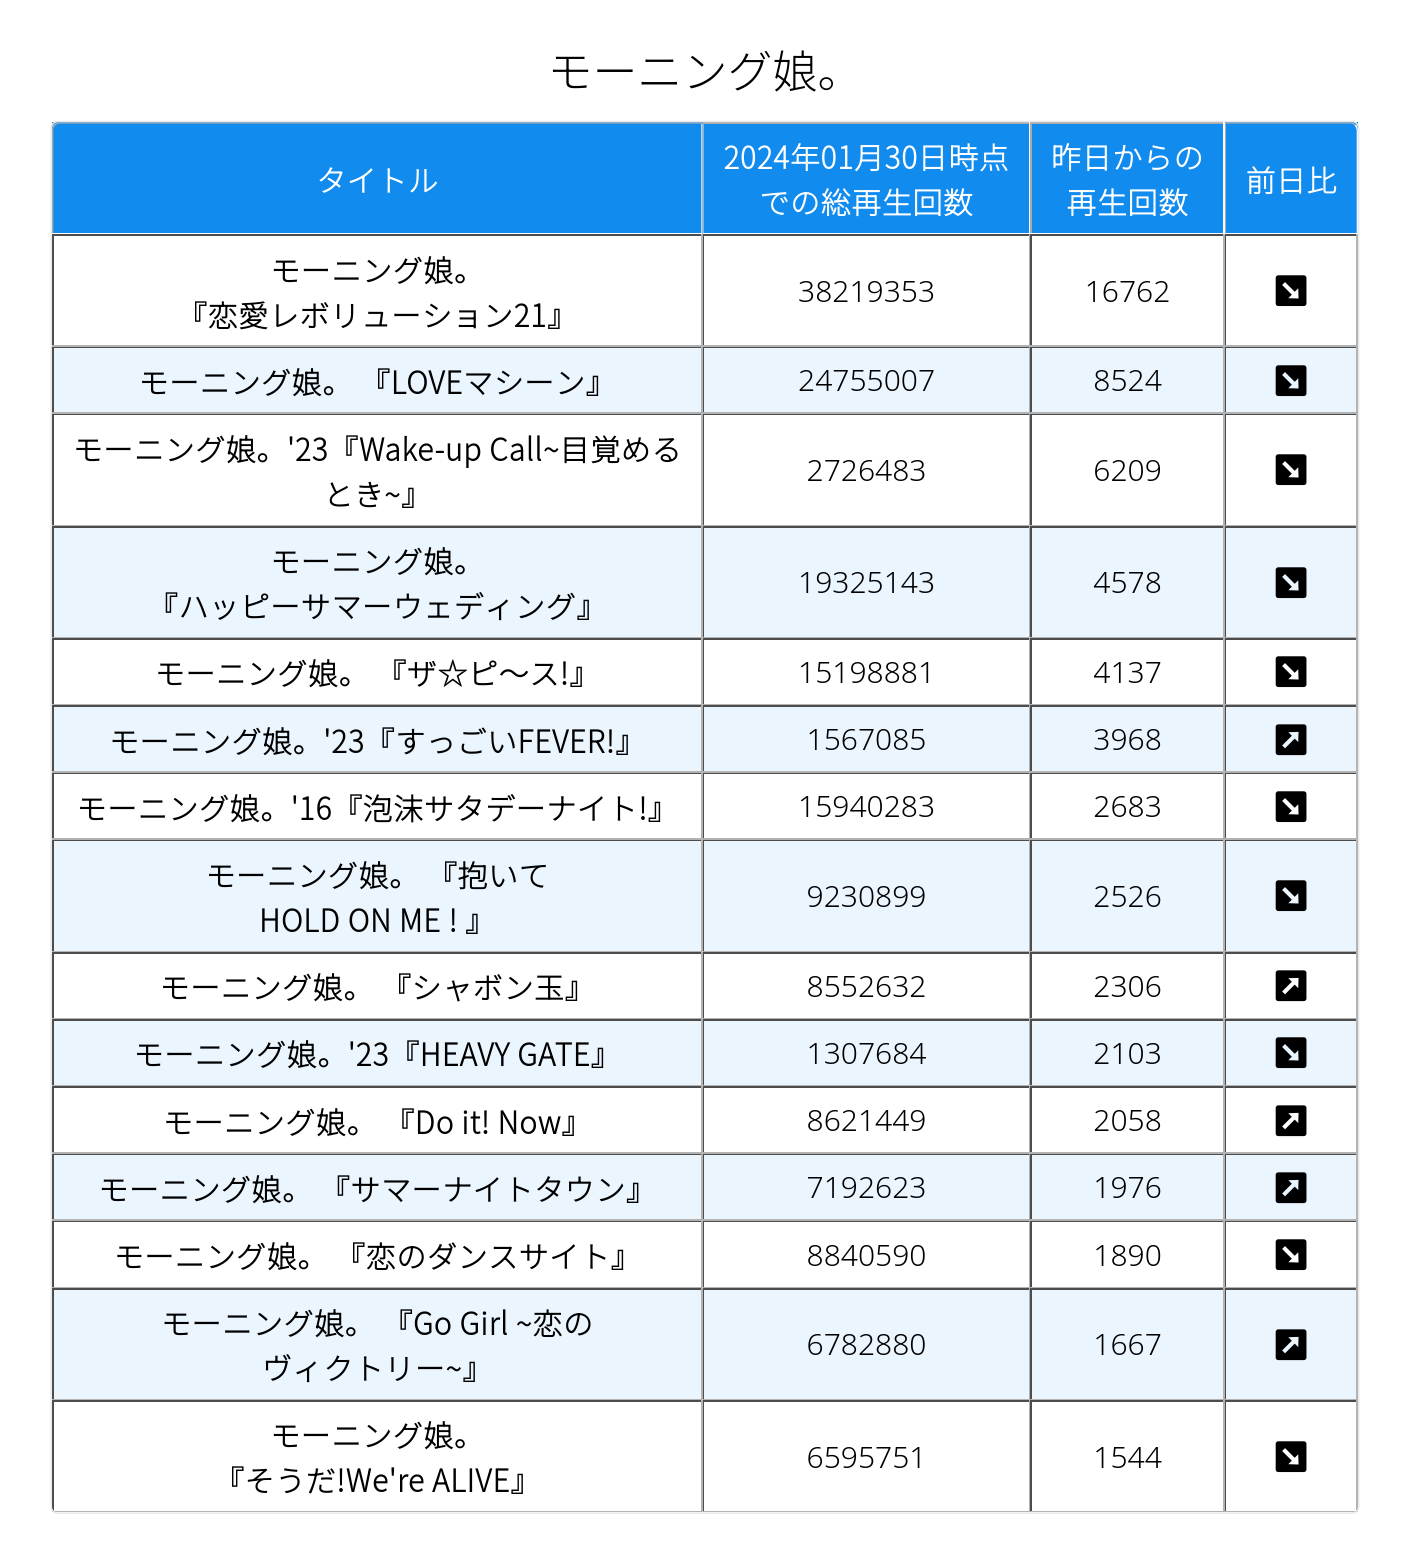 モーニング娘。
タイトル
2024年01月30日時点
での総再生回数
昨日からの
再生回数
前日比
モーニング娘。
『恋愛レボリューション21』
38219353
16762
モーニング娘。 『LOVEマシーン』
24755007
8524
モーニング娘。'23『Wake-up Call~目覚める
とき~』
2726483
6209
モーニング娘。
『ハッピーサマーウェディング』
19325143
4578
モーニング娘。 『ザ☆ピ〜ス!』
15198881
4137
モーニング娘。'23『すっごいFEVER!』
1567085
3968
モーニング娘。'16『泡沫サタデーナイト!』
15940283
2683
モーニング娘。 『抱いて
HOLD ON ME ! 』
9230899
2526
モーニング娘。 『シャボン玉』
8552632
2306
モーニング娘。'23『HEAVY GATE』
1307684
2103
モーニング娘。 『Do it! Now』
8621449
2058
モーニング娘。 『サマーナイトタウン』
7192623
1976
モーニング娘。 『恋のダンスサイト』
8840590
1890
モーニング娘。 『Go Girl ~恋の
ヴィクトリー~』
6782880
1667
モーニング娘。
『そうだ!We're ALIVE』
6595751
1544